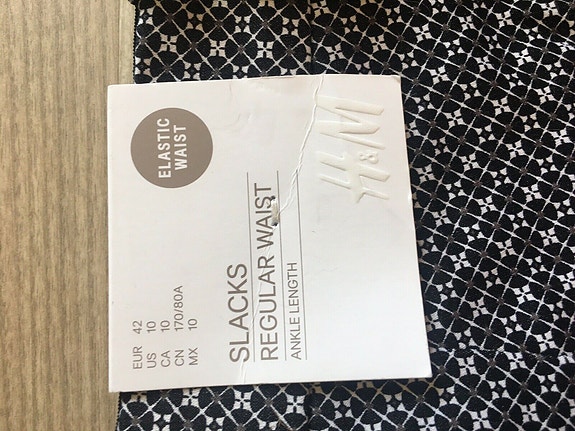 H&M
ELASTIC
WAIST
EUR 42
US 10
CA 10
CN 170/80A
MX 10
SLACKS
REGULAR WAIST
ANKLE LENGTH